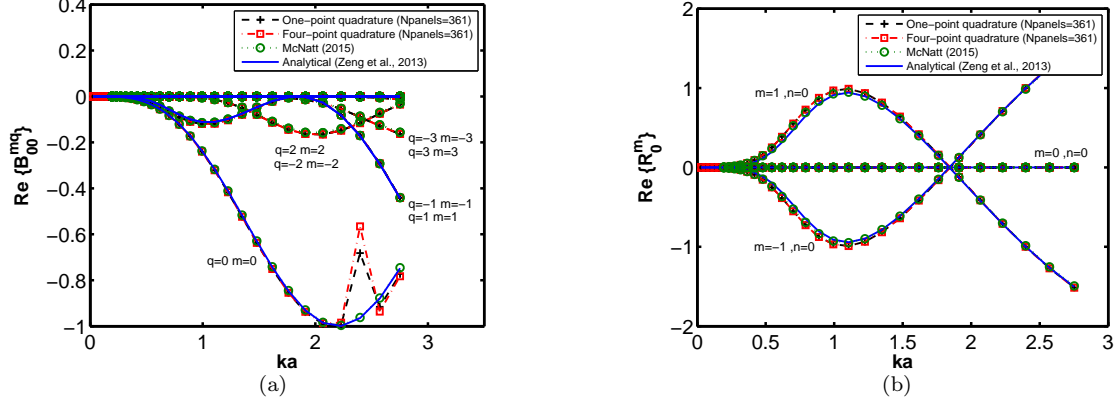 Re {B₀₀ᵐq}
0.4
0.2
0
−0.2
−0.4
−0.6
−0.8
−1
0
1
2
3
ka
One−point quadrature (Npanels=361)
Four−point quadrature (Npanels=361)
McNatt (2015)
Analytical (Zeng et al., 2013)
q=2 m=2
q=−2 m=−2
q=−3 m=−3
q=3 m=3
q=−1 m=−1
q=1 m=1
q=0 m=0
(a)
Re {R₀ᵐ}
2
1
0
−1
−2
0
0.5
1
1.5
2
2.5
3
ka
One−point quadrature (Npanels=361)
Four−point quadrature (Npanels=361)
McNatt (2015)
Analytical (Zeng et al., 2013)
m=1 ,n=0
m=0 ,n=0
m=−1 ,n=0
(b)